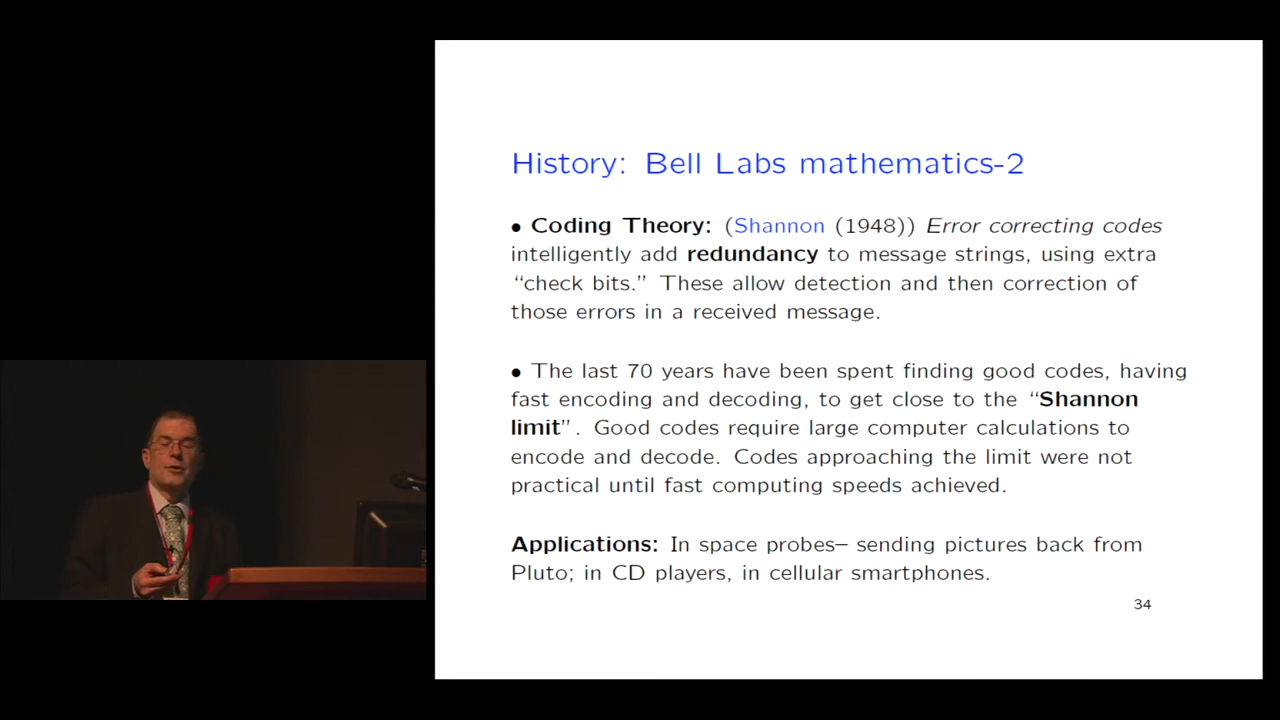 History: Bell Labs mathematics-2
• Coding Theory: (Shannon (1948)) Error correcting codes
intelligently add redundancy to message strings, using extra
“check bits.” These allow detection and then correction of
those errors in a received message.
• The last 70 years have been spent finding good codes, having
fast encoding and decoding, to get close to the “Shannon
limit”. Good codes require large computer calculations to
encode and decode. Codes approaching the limit were not
practical until fast computing speeds achieved.
Applications: In space probes– sending pictures back from
Pluto; in CD players, in cellular smartphones.
34